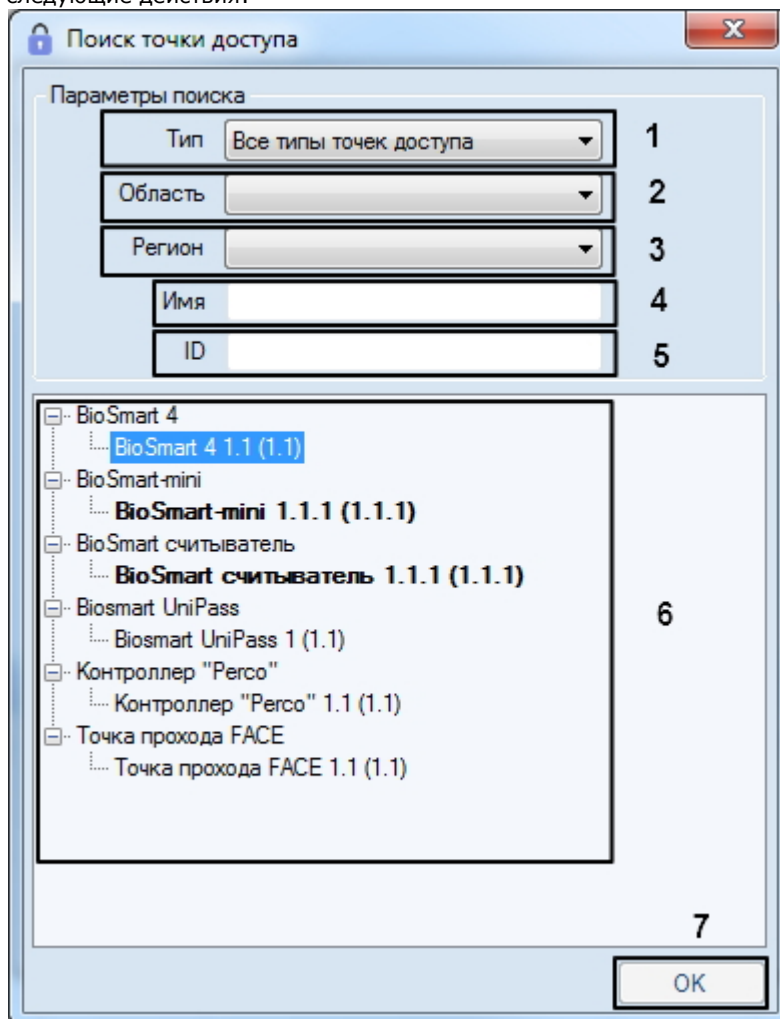 следующие действия:
Поиск точки доступа
Параметры поиска
Тип Все типы точек доступа 1
Область 2
Регион 3
Имя 4
ID 5
BioSmart 4
BioSmart 4 1.1 (1.1)
BioSmart-mini
BioSmart-mini 1.1.1 (1.1.1)
BioSmart считыватель
BioSmart считыватель 1.1.1 (1.1.1)
Biosmart UniPass
6
Biosmart UniPass 1 (1.1)
Контроллер "Perco"
Контроллер "Perco" 1.1 (1.1)
Точка прохода FACE
Точка прохода FACE 1.1 (1.1)
7
OK